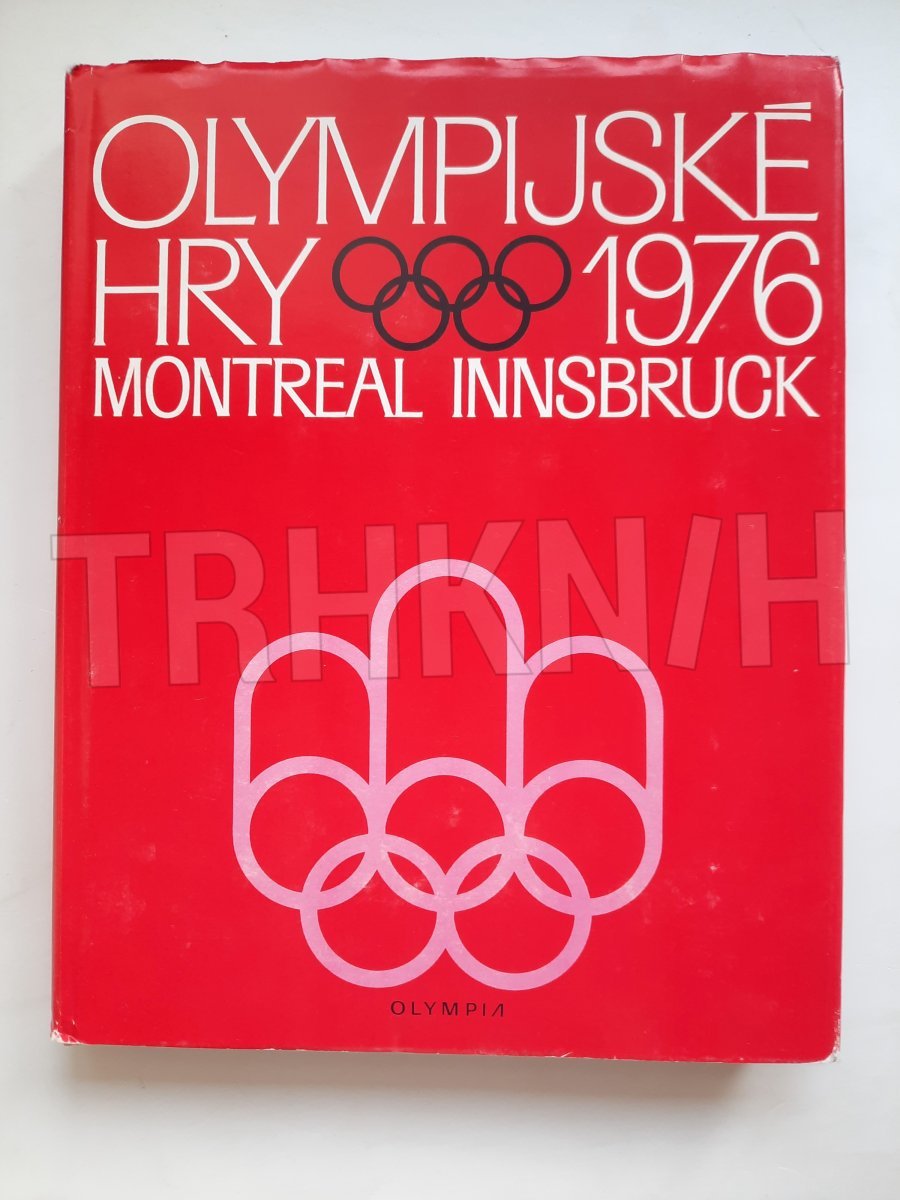 OLYMPIJSKÉ
HRY 1976
MONTREAL INNSBRUCK
TRHKNIH
OLYMPIA